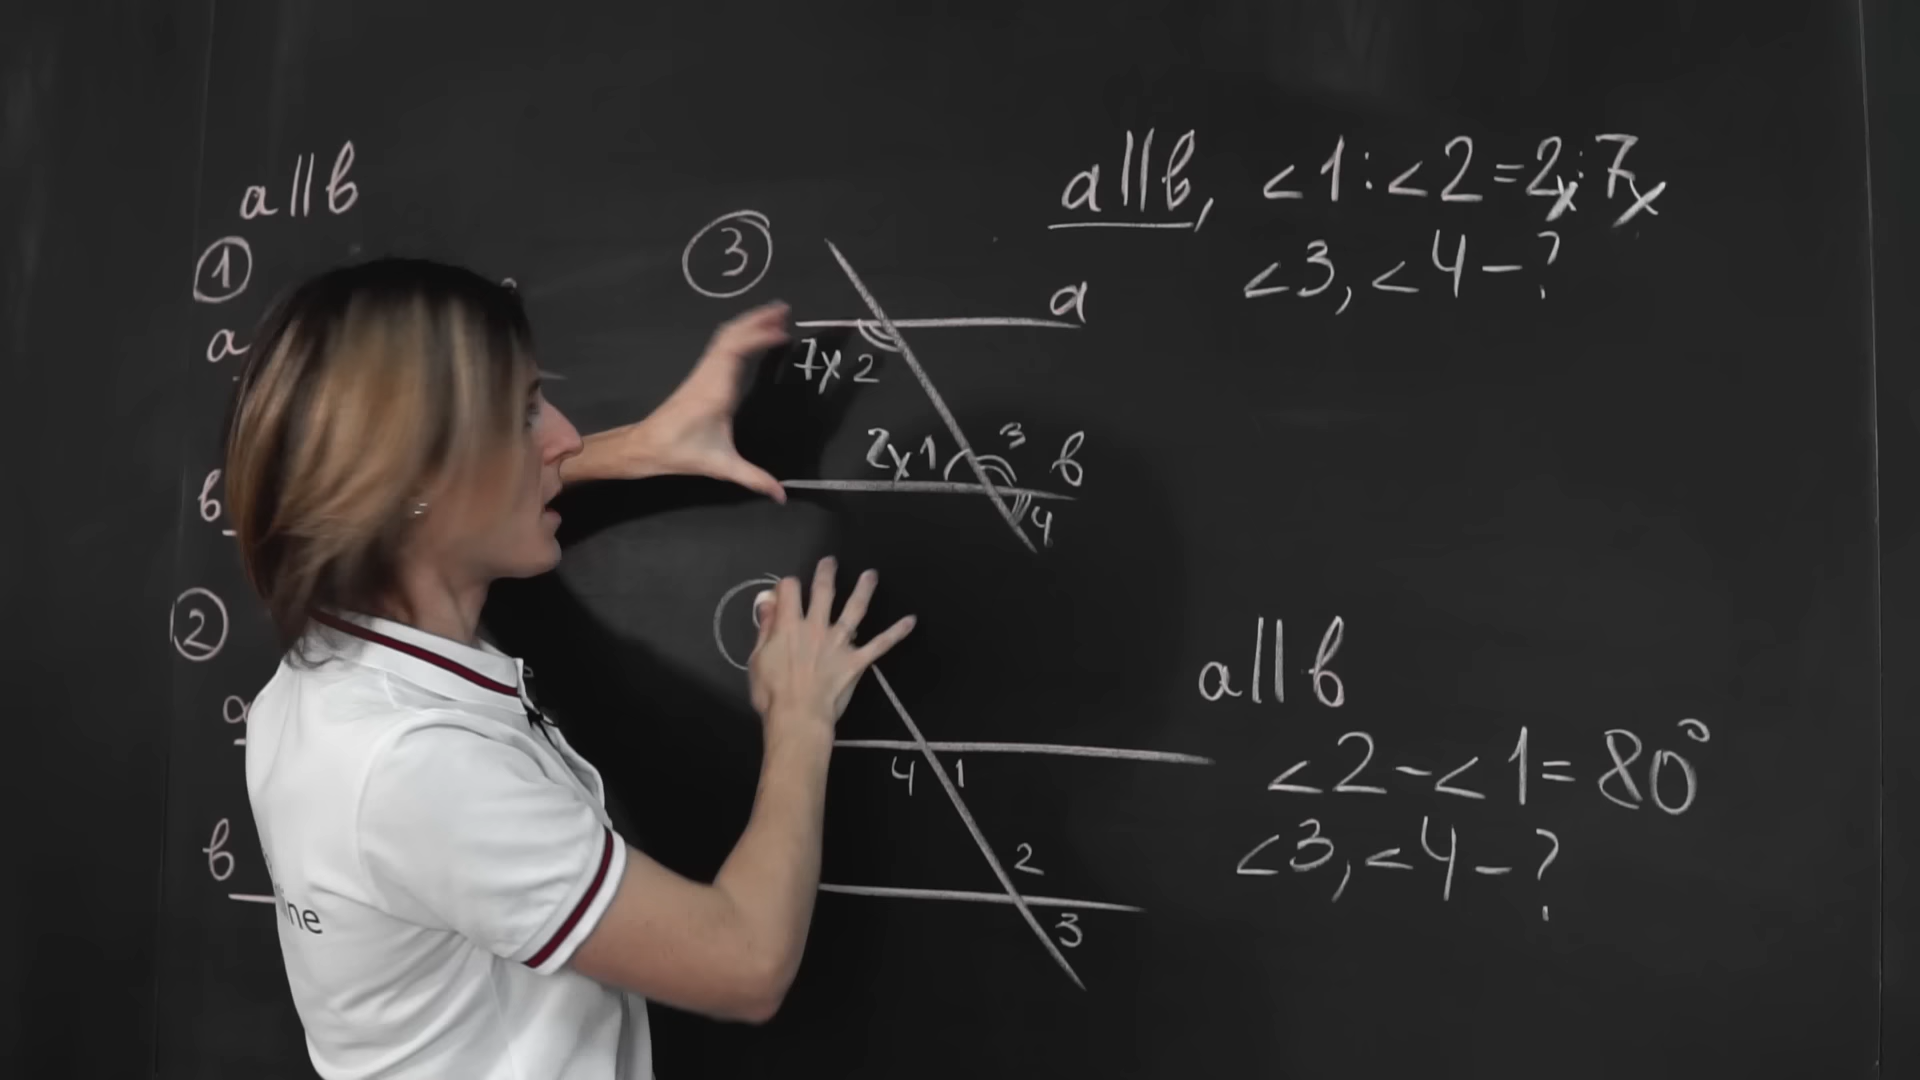 a||b
①
a
b
②
a
b
③
a
7x 2
2x 1
3
b
4
a||b, <1:<2=2x:7x
<3, <4-?
4 1
2
3
a||b
<2-<1=80°
<3, <4-?
ine